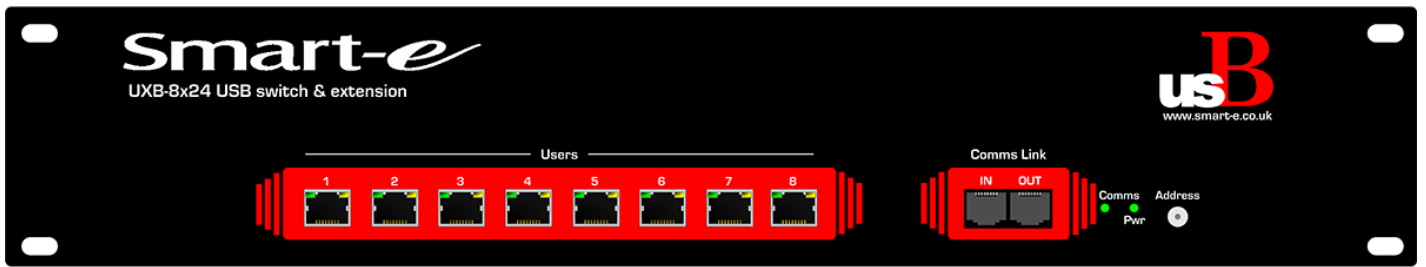 Smart-e
UXB-8x24 USB switch & extension
usB
www.smart-e.co.uk
Users
1 2 3 4 5 6 7 8
Comms Link
IN OUT
Comms
Pwr
Address